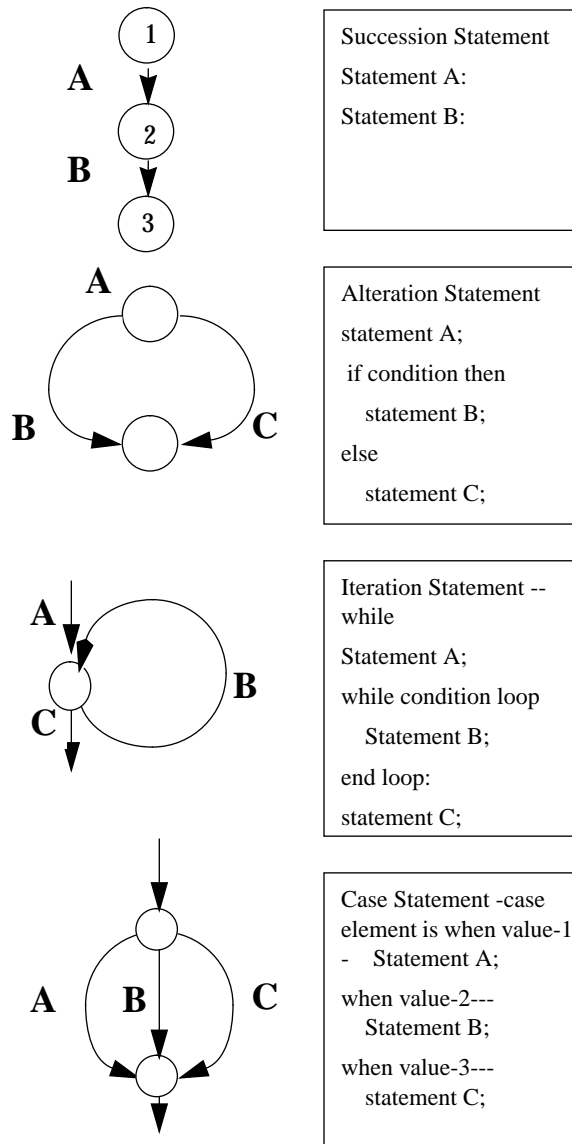 1
A
2
B
3
Succession Statement
Statement A:
Statement B:
A
B
C
Alteration Statement
statement A;
if condition then
statement B;
else
statement C;
A
B
C
Iteration Statement --
while
Statement A;
while condition loop
Statement B;
end loop:
statement C;
A
B
C
Case Statement -case
element is when value-1
- Statement A;
when value-2---
Statement B;
when value-3---
statement C;